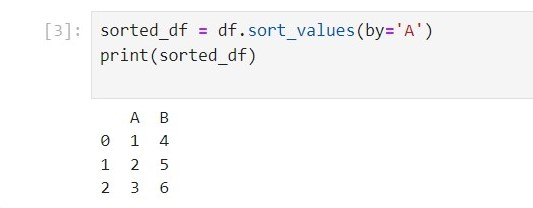 [3]: sorted_df = df.sort_values(by='A')
print(sorted_df)
A B
0 1 4
1 2 5
2 3 6